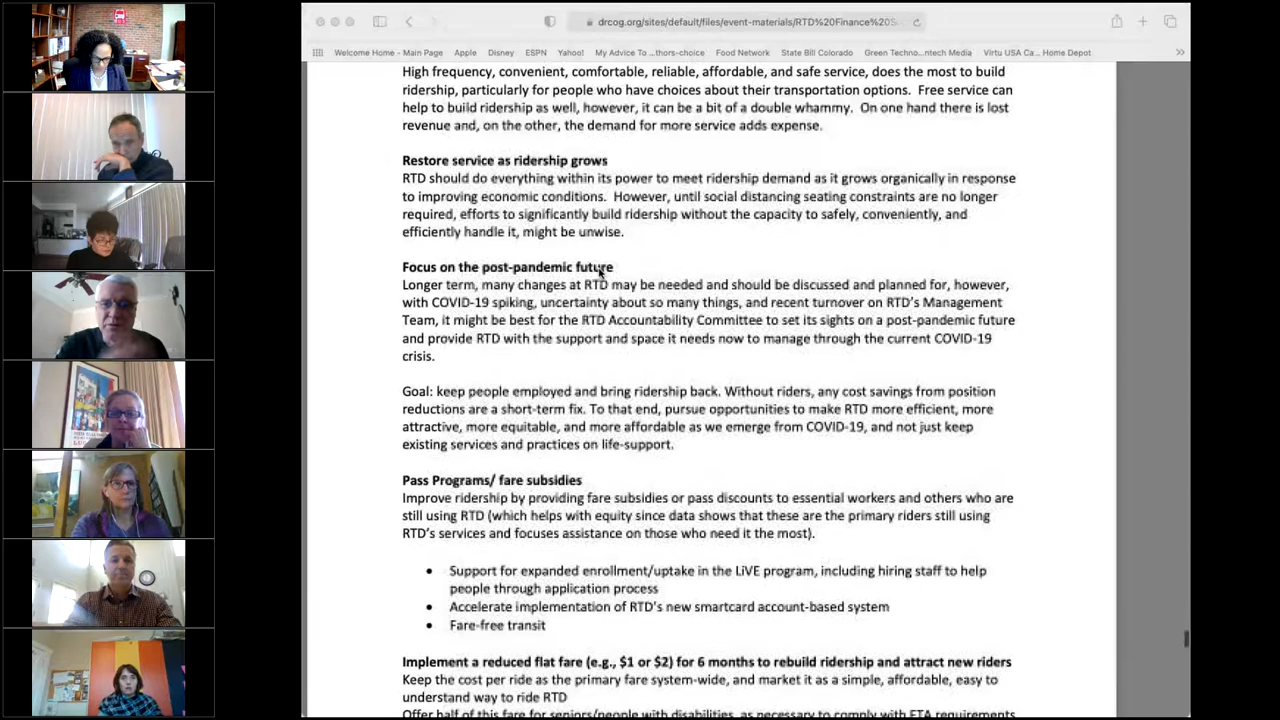 drcog.org/sites/default/files/event-materials/RTD%20Finance%20S
Welcome Home - Main Page Apple Disney ESPN Yahoo! My Advice To ...thors-choice Food Network State Bill Colorado Green Techno...ntech Media Virtu USA Ca... Home Depot
High frequency, convenient, comfortable, reliable, affordable, and safe service, does the most to build
ridership, particularly for people who have choices about their transportation options. Free service can
help to build ridership as well, however, it can be a bit of a double whammy. On one hand there is lost
revenue and, on the other, the demand for more service adds expense.
Restore service as ridership grows
RTD should do everything within its power to meet ridership demand as it grows organically in response
to improving economic conditions. However, until social distancing seating constraints are no longer
required, efforts to significantly build ridership without the capacity to safely, conveniently, and
efficiently handle it, might be unwise.
Focus on the post-pandemic future
Longer term, many changes at RTD may be needed and should be discussed and planned for, however,
with COVID-19 spiking, uncertainty about so many things, and recent turnover on RTD's Management
Team, it might be best for the RTD Accountability Committee to set its sights on a post-pandemic future
and provide RTD with the support and space it needs now to manage through the current COVID-19
crisis.
Goal: keep people employed and bring ridership back. Without riders, any cost savings from position
reductions are a short-term fix. To that end, pursue opportunities to make RTD more efficient, more
attractive, more equitable, and more affordable as we emerge from COVID-19, and not just keep
existing services and practices on life-support.
Pass Programs/ fare subsidies
Improve ridership by providing fare subsidies or pass discounts to essential workers and others who are
still using RTD (which helps with equity since data shows that these are the primary riders still using
RTD's services and focuses assistance on those who need it the most).
• Support for expanded enrollment/uptake in the LiVE program, including hiring staff to help
people through application process
• Accelerate implementation of RTD's new smartcard account-based system
• Fare-free transit
Implement a reduced flat fare (e.g., $1 or $2) for 6 months to rebuild ridership and attract new riders
Keep the cost per ride as the primary fare system-wide, and market it as a simple, affordable, easy to
understand way to ride RTD
Offer half of this fare for seniors/people with disabilities, as necessary to comply with FTA requirements